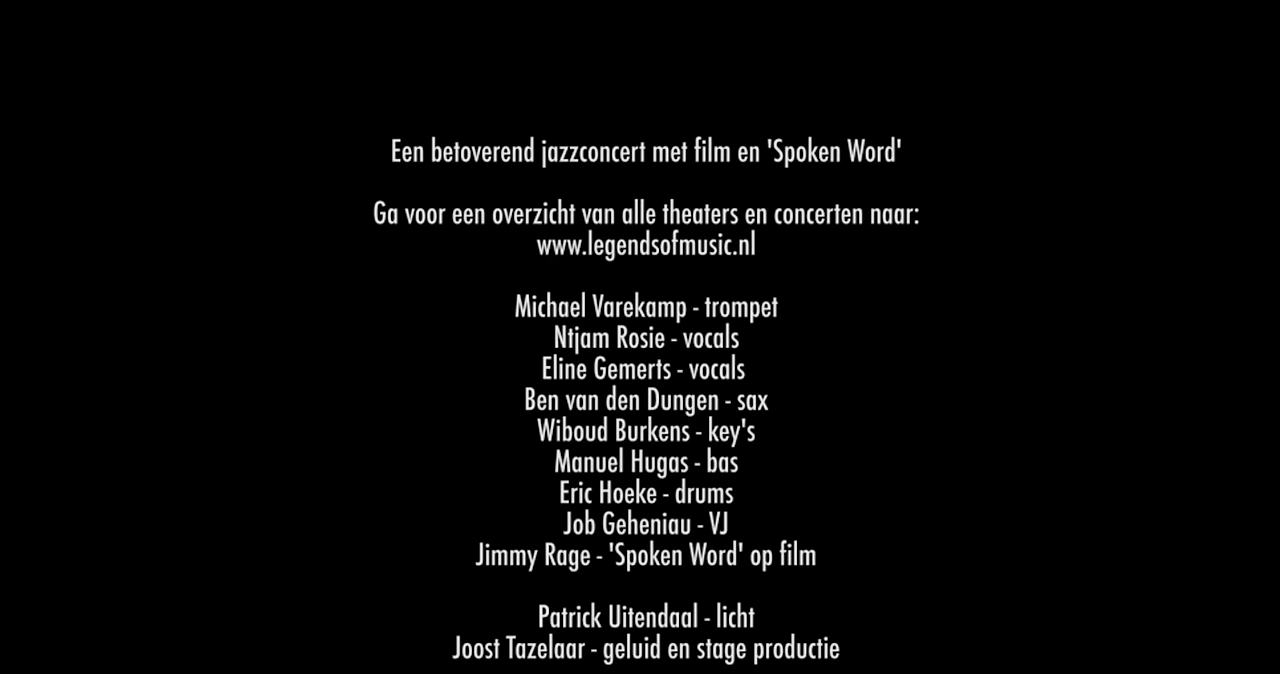 Een betoverend jazzconcert met film en 'Spoken Word'
Ga voor een overzicht van alle theaters en concerten naar:
www.legendsofmusic.nl
Michael Varekamp - trompet
Ntjam Rosie - vocals
Eline Gemerts - vocals
Ben van den Dungen - sax
Wiboud Burkens - key's
Manuel Hugas - bas
Eric Hoeke - drums
Job Geheniau - VJ
Jimmy Rage - 'Spoken Word' op film
Patrick Uitendaal - licht
Joost Tazelaar - geluid en stage productie